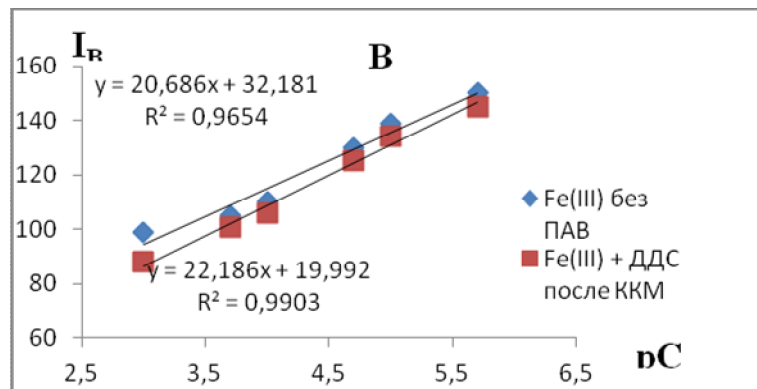 I_B
B
160
y = 20,686x + 32,181
R² = 0,9654
140
120
100
80
60
y = 22,186x + 19,992
R² = 0,9903
Fe(III) без
ПАВ
Fe(III) + ДДС
после ККМ
2,5 3,5 4,5 5,5 6,5
pC